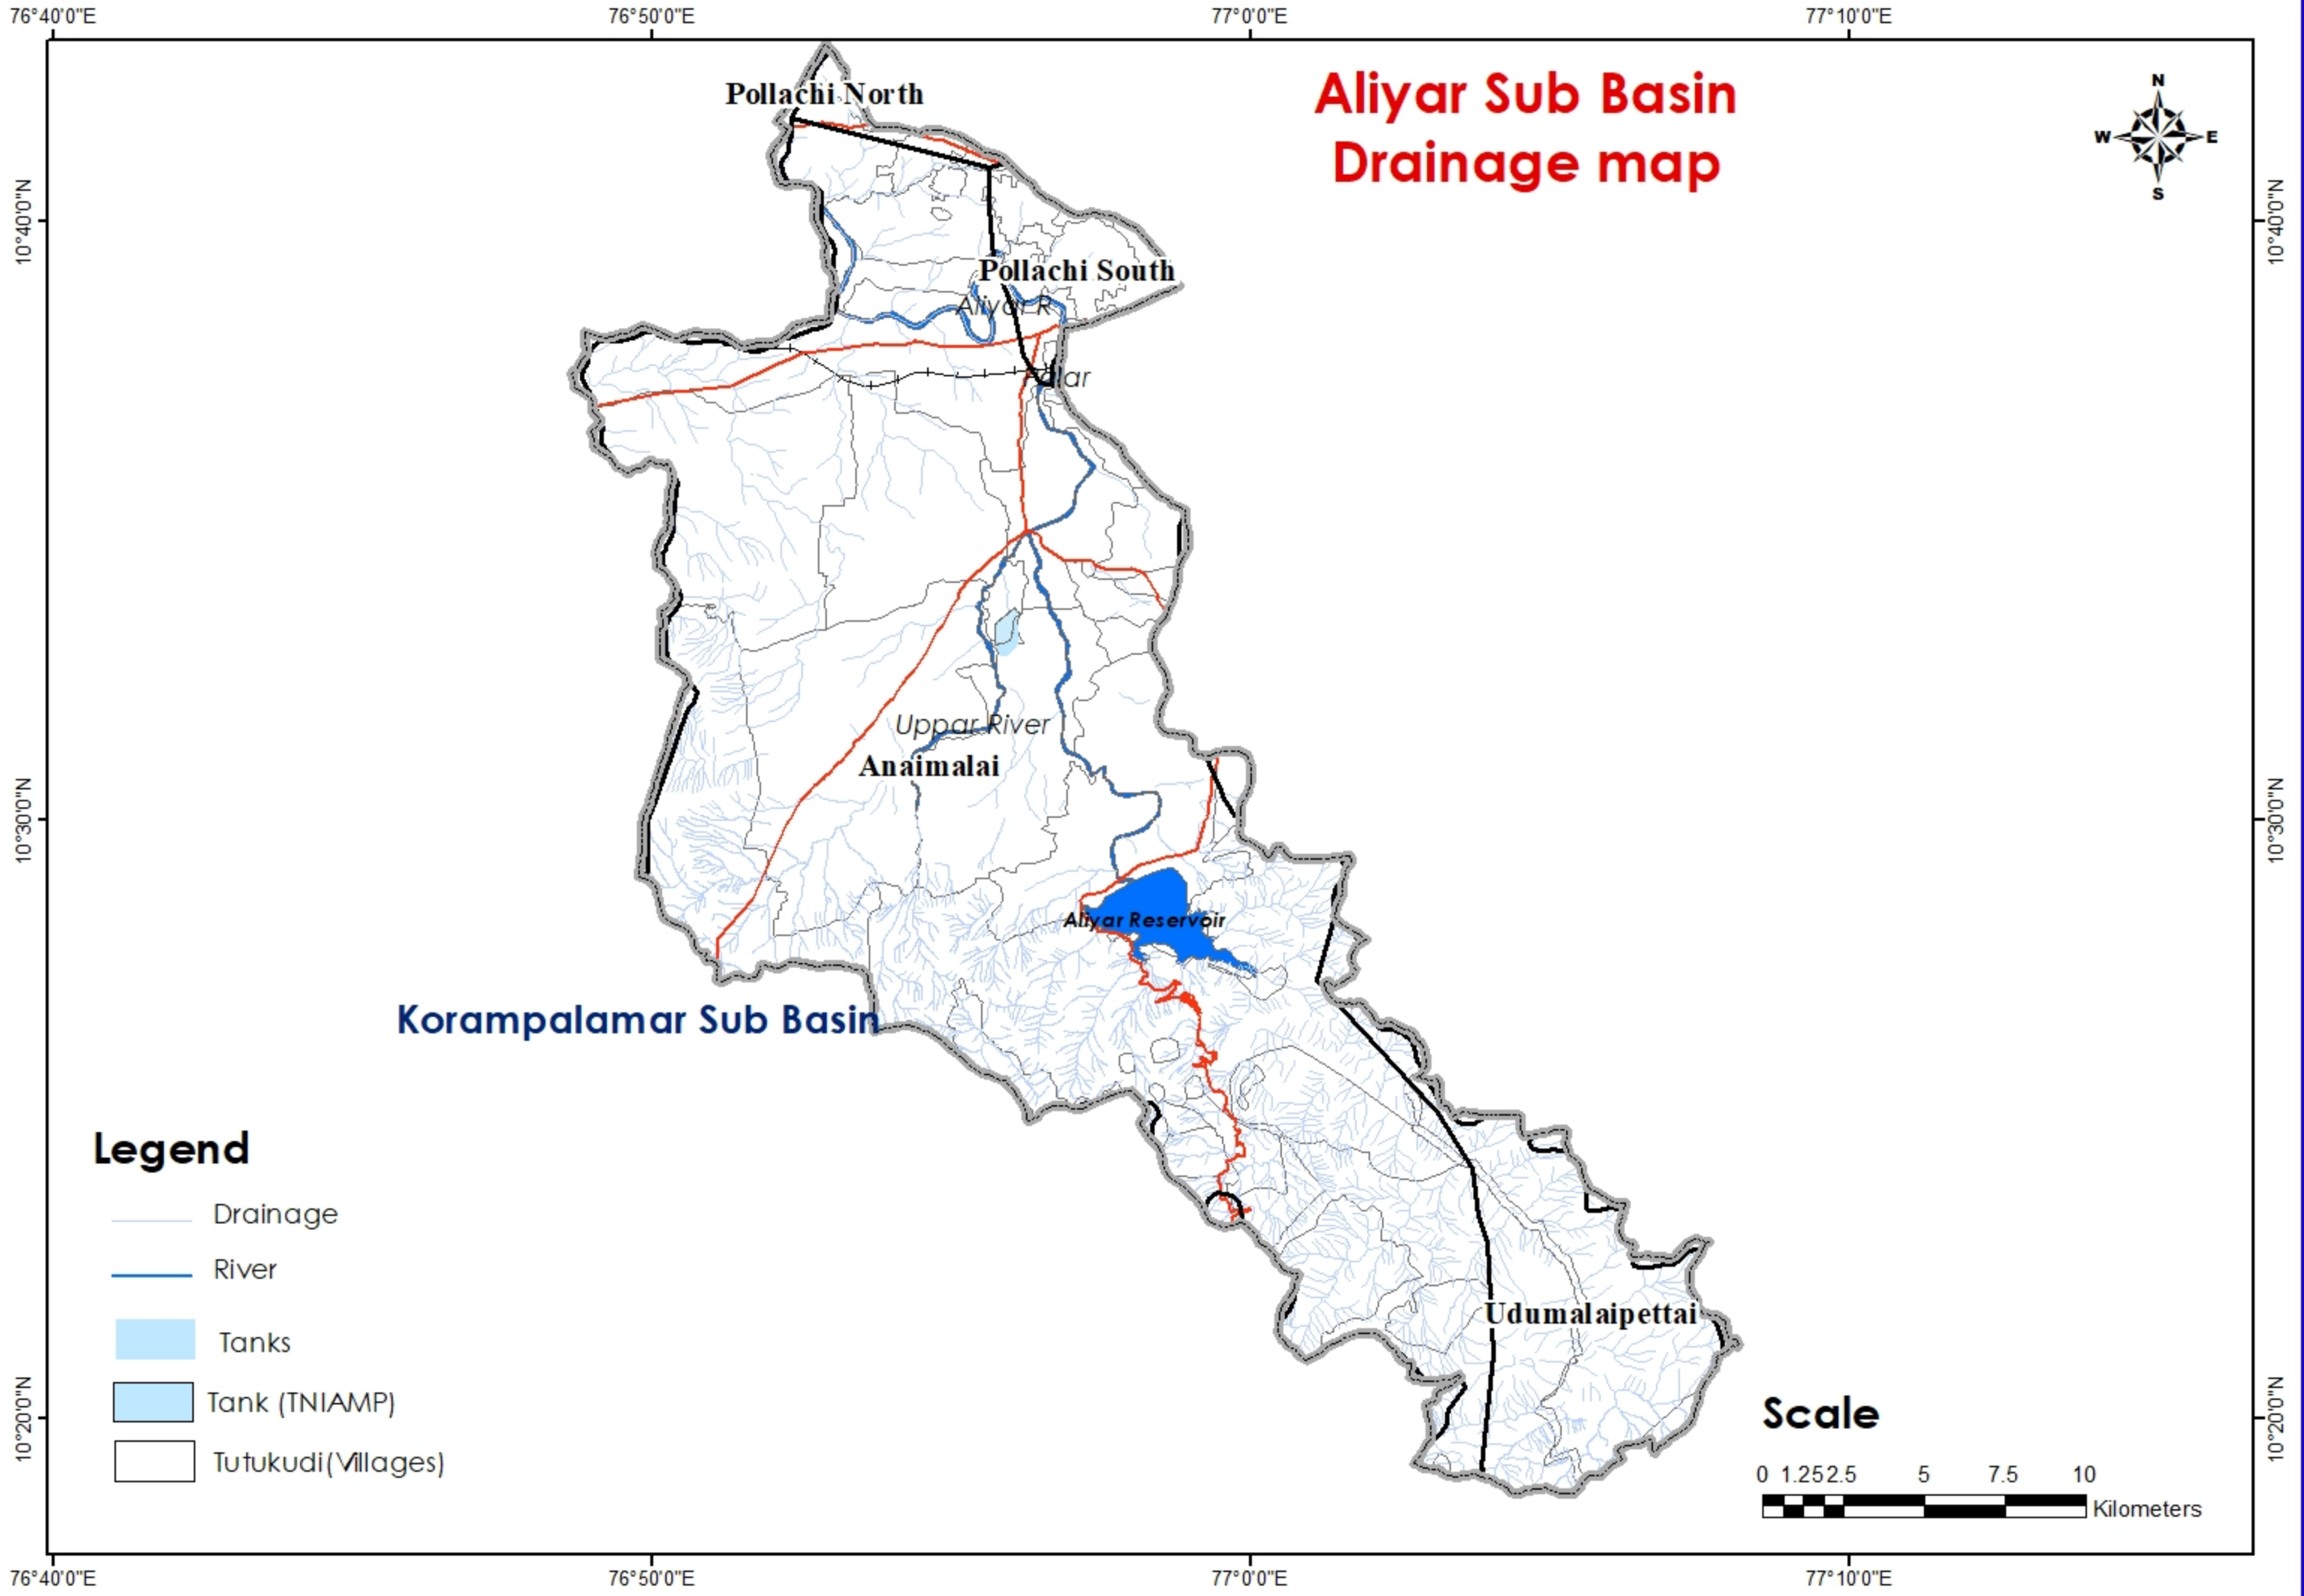 76°40'0"E 76°50'0"E 77°0'0"E 77°10'0"E
Aliyar Sub Basin
Drainage map
N
W E
S
10°40'0"N 10°40'0"N
Pollachi North
Pollachi South
Aliyar R
Palar
Uppar River
Anaimalai
10°30'0"N 10°30'0"N
Aliyar Reservoir
Korampalamar Sub Basin
Udumalaipettai
Legend
Drainage
River
Tanks
Tank (TNIAMP)
Tutukudi(Villages)
10°20'0"N 10°20'0"N
Scale
0 1.25 2.5 5 7.5 10
Kilometers
76°40'0"E 76°50'0"E 77°0'0"E 77°10'0"E